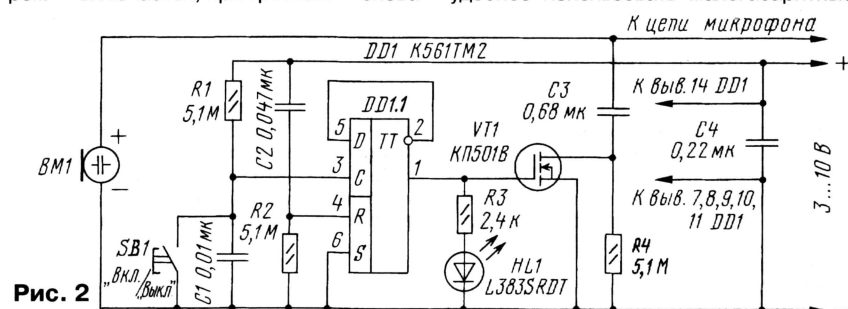 К цепи микрофона
DD1 К561ТМ2
+
R1
5,1 М
C2 0,047 мк
DD1.1
5 D TT 2
3 C 1
4 R
6 S
VT1
КП501В
C3
0,68 мк
К выв. 14 DD1
C4
0,22 мк
К выв. 7,8,9,10,
11 DD1
3...10 В
BM1
+
–
R2
5,1 М
R3
2,4 к
R4
5,1 М
SB1
„Вкл./
„Выкл"
C1 0,01 мк
HL1
L383SRDT
–
Рис. 2